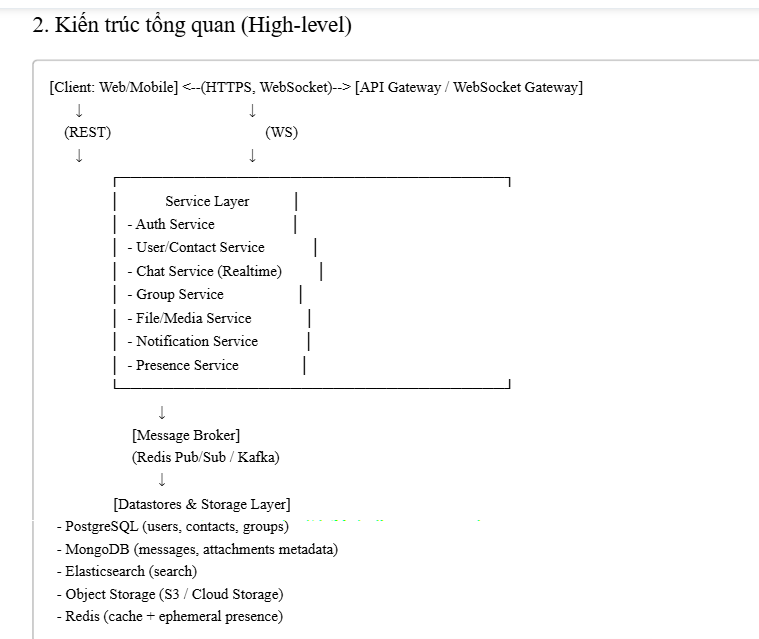 2. Kiến trúc tổng quan (High-level)
[Client: Web/Mobile] <--(HTTPS, WebSocket)--> [API Gateway / WebSocket Gateway]
↓ ↓
(REST) (WS)
↓ ↓
Service Layer
- Auth Service
- User/Contact Service
- Chat Service (Realtime)
- Group Service
- File/Media Service
- Notification Service
- Presence Service
↓
[Message Broker]
(Redis Pub/Sub / Kafka)
↓
[Datastores & Storage Layer]
- PostgreSQL (users, contacts, groups)
- MongoDB (messages, attachments metadata)
- Elasticsearch (search)
- Object Storage (S3 / Cloud Storage)
- Redis (cache + ephemeral presence)